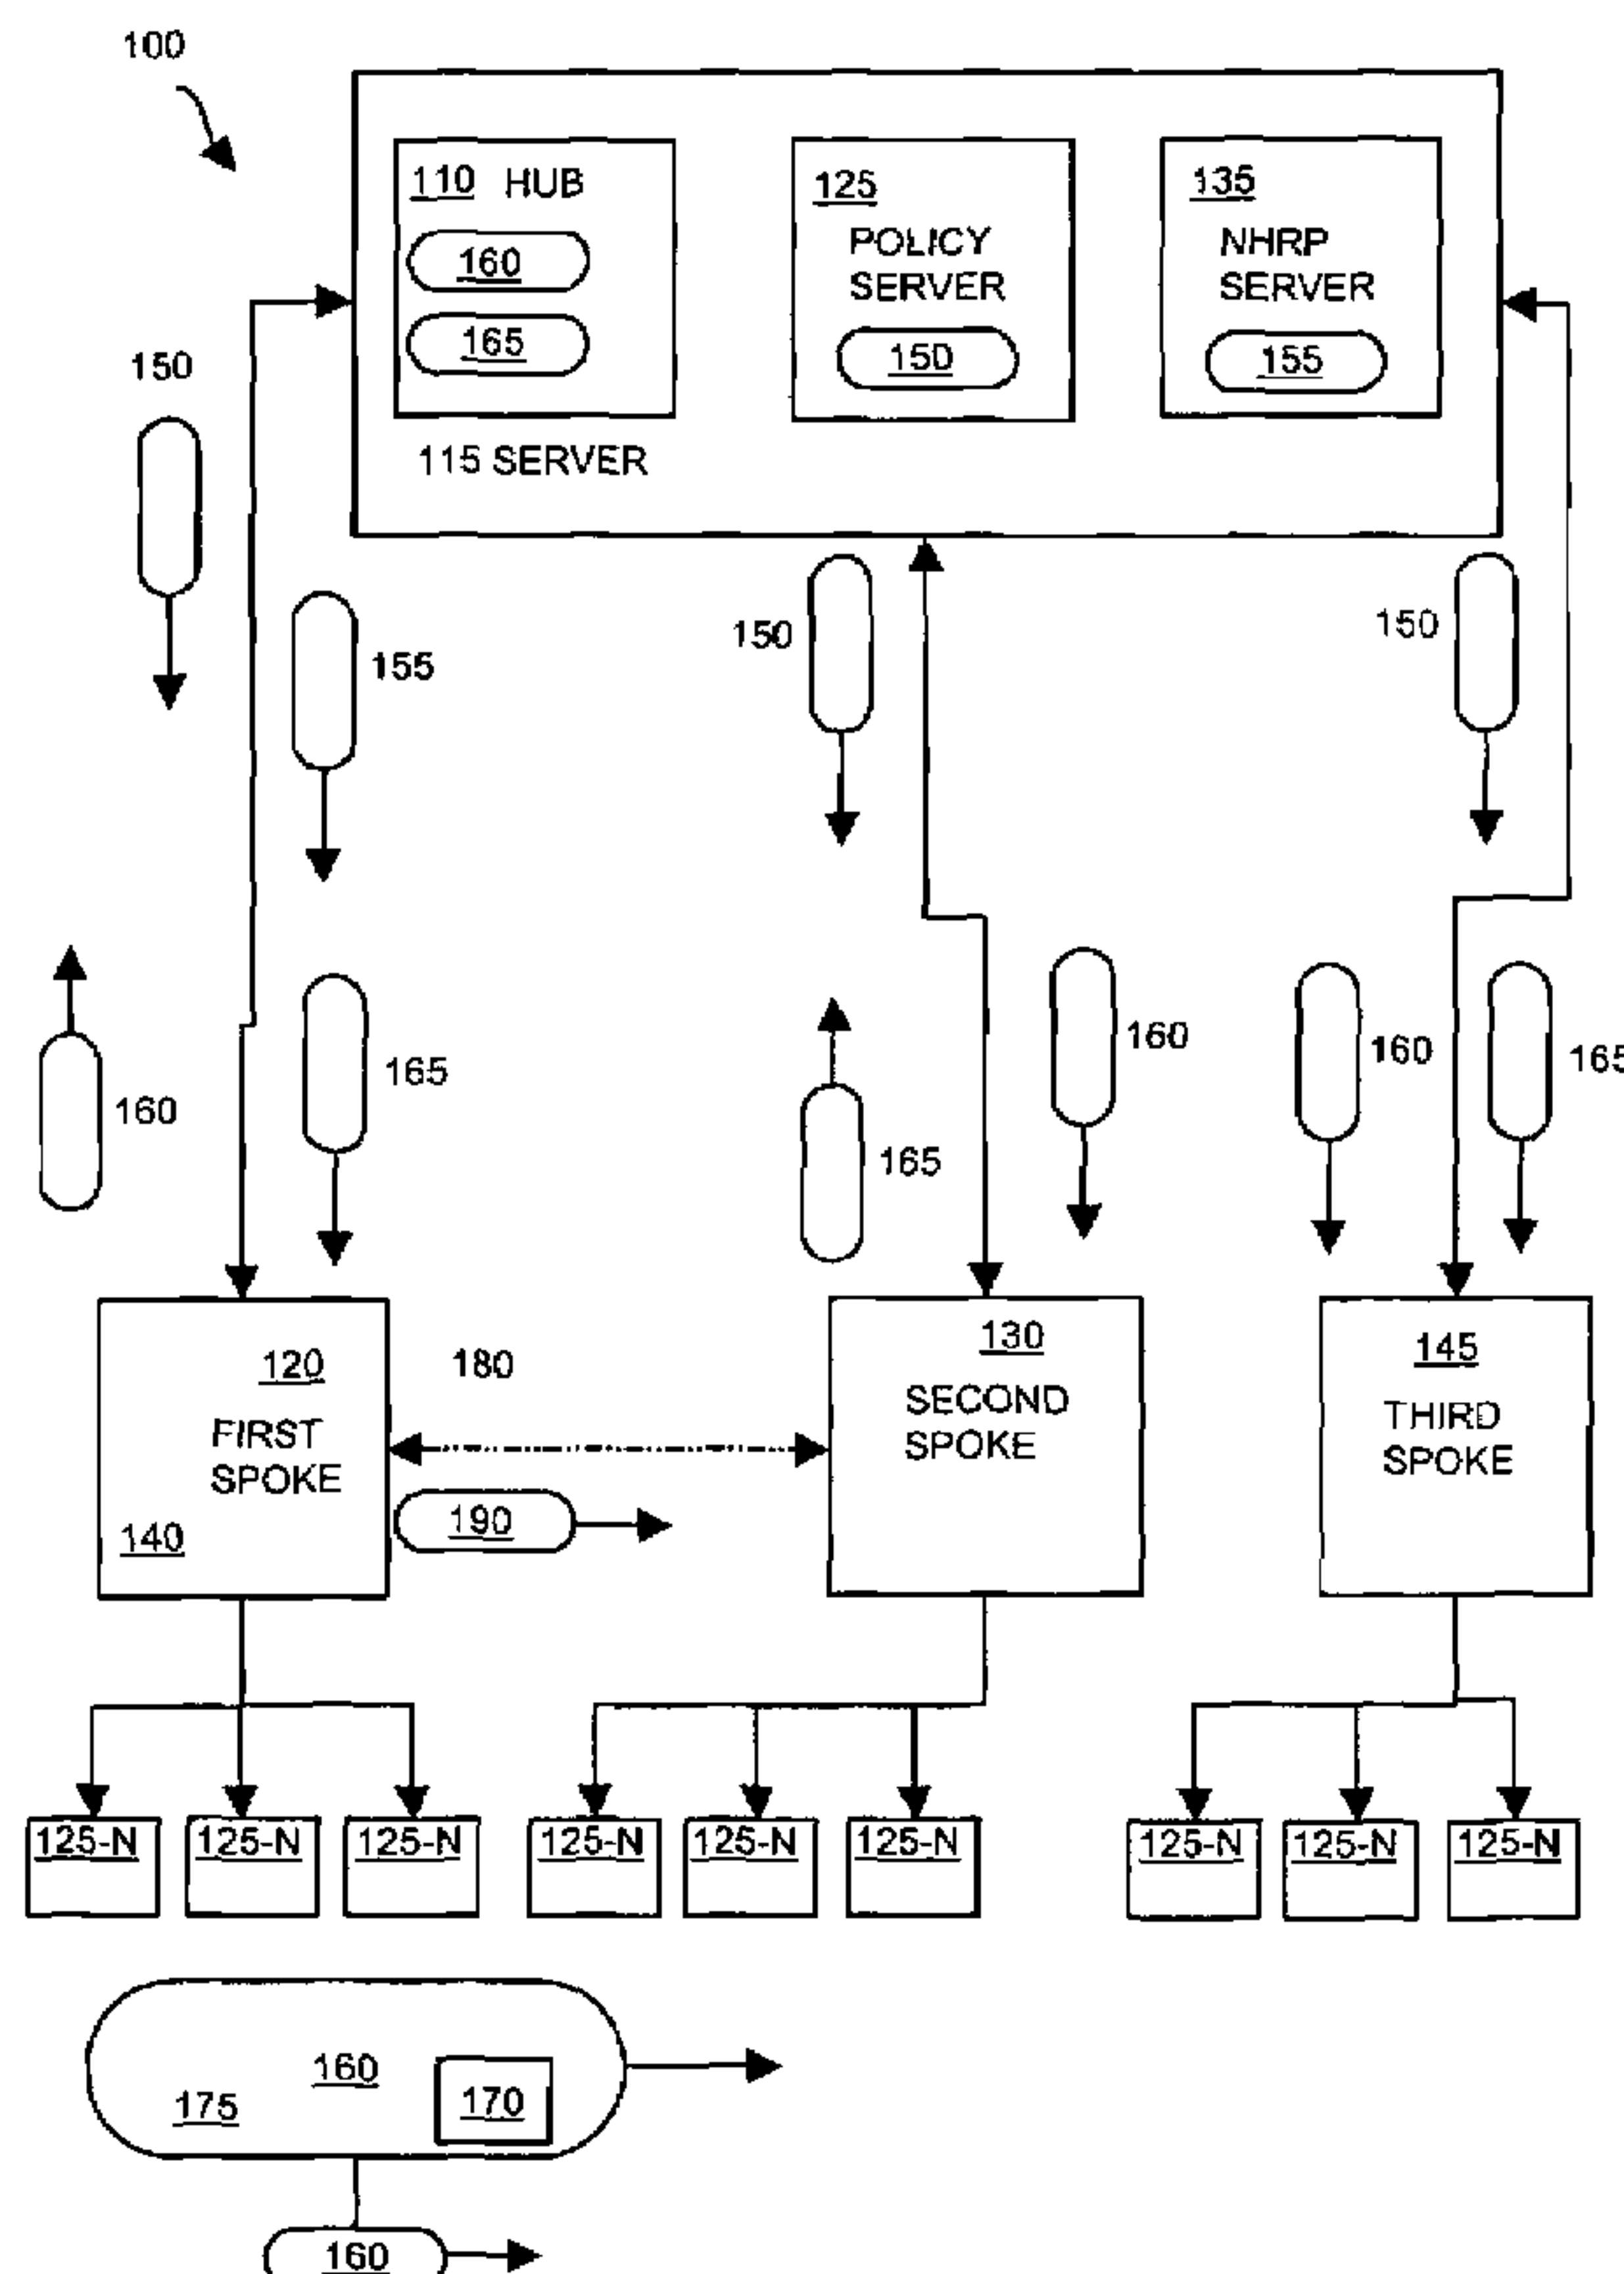 100
110 HUB
160
165
125
POLICY
SERVER
150
135
NHRP
SERVER
155
115 SERVER
150
155
150
150
160
165
165
160
160
165
120
FIRST
SPOKE
140
180
190
130
SECOND
SPOKE
145
THIRD
SPOKE
125-N
125-N
125-N
125-N
125-N
125-N
125-N
125-N
125-N
160
175
170
160